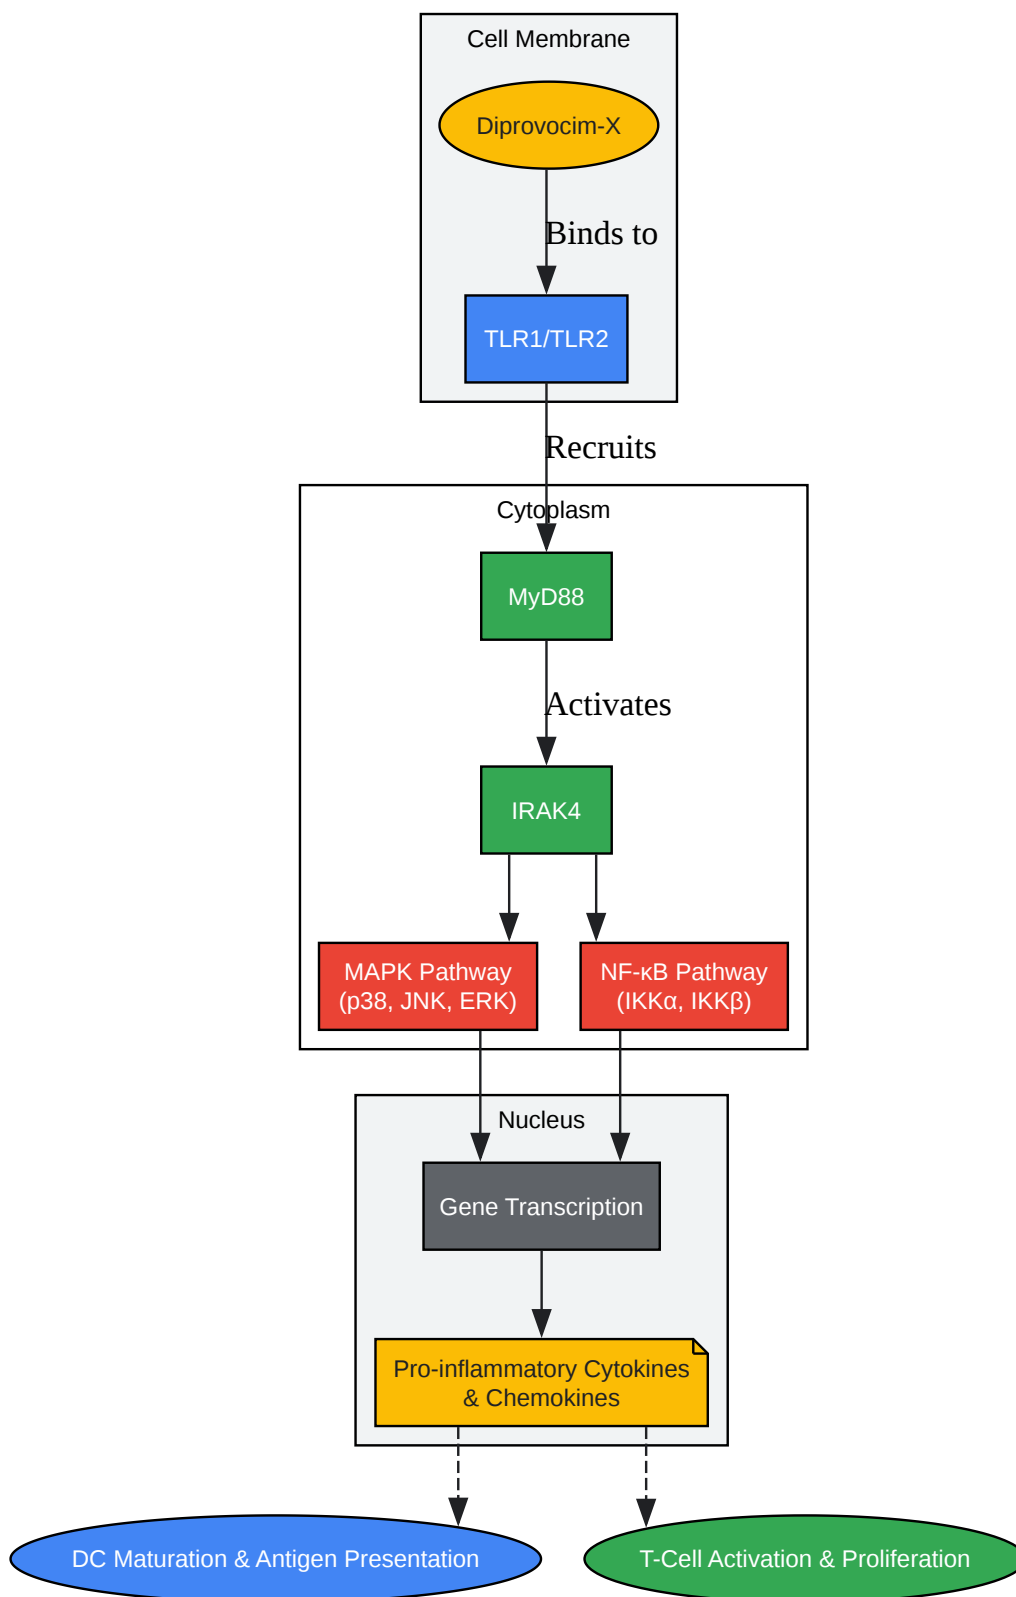 Cell Membrane
Diprovocim-X
Binds to
TLR1/TLR2
Recruits
Cytoplasm
MyD88
Activates
IRAK4
MAPK Pathway
(p38, JNK, ERK)
NF-κB Pathway
(IKKα, IKKβ)
Nucleus
Gene Transcription
Pro-inflammatory Cytokines
& Chemokines
DC Maturation & Antigen Presentation
T-Cell Activation & Proliferation